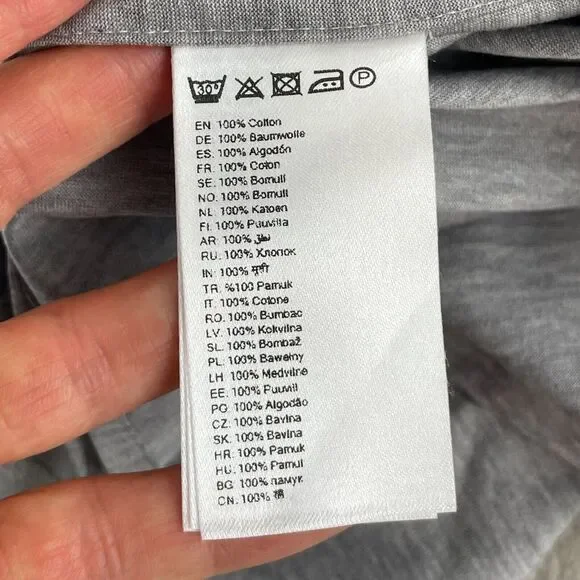 30°
P
EN 100% Cotton
DE: 100% Baumwolle
ES: 100% Algodón
FR: 100% Coton
SE: 100% Bomull
NO: 100% Bomull
NL: 100% Katoen
FI: 100% Puuvilla
AR: 100%
RU: 100% Хлопок
IN: 100%
TR: %100 Pamuk
IT: 100% Cotone
RO: 100% Bumbac
LV: 100% Kokvilna
SL: 100% Bombaž
PL: 100% Bawełny
LH: 100% Medvilnė
EE: 100% Puuvil
PG: 100% Algodão
CZ: 100% Bavlna
SK: 100% Bavlna
HR: 100% Pamuk
HU: 100% Pamut
BG: 100% памук
CN: 100% 棉